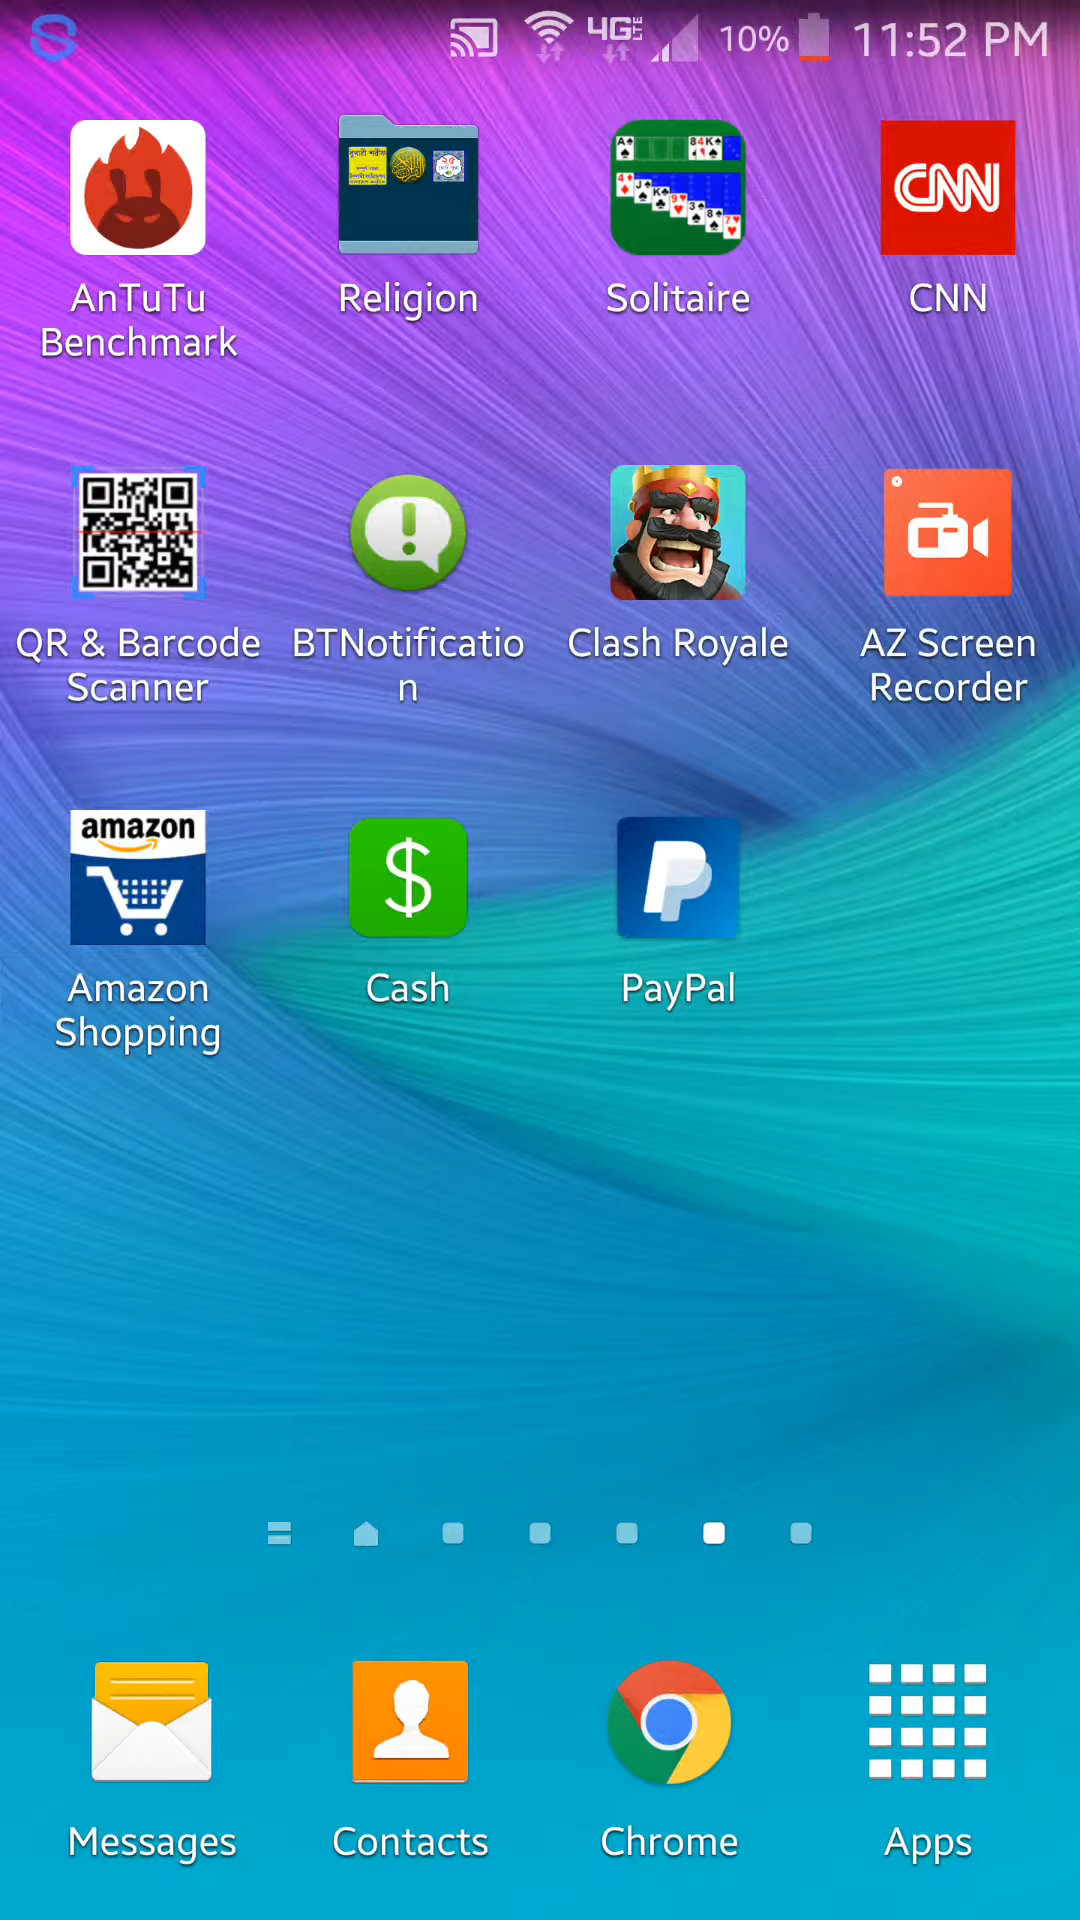 4G LTE 10% 11:52 PM
AnTuTu
Benchmark
Religion
Solitaire
CNN
CNN
QR & Barcode
Scanner
BTNotificatio
n
Clash Royale
AZ Screen
Recorder
amazon
Amazon
Shopping
$
Cash
PayPal
Messages
Contacts
Chrome
Apps